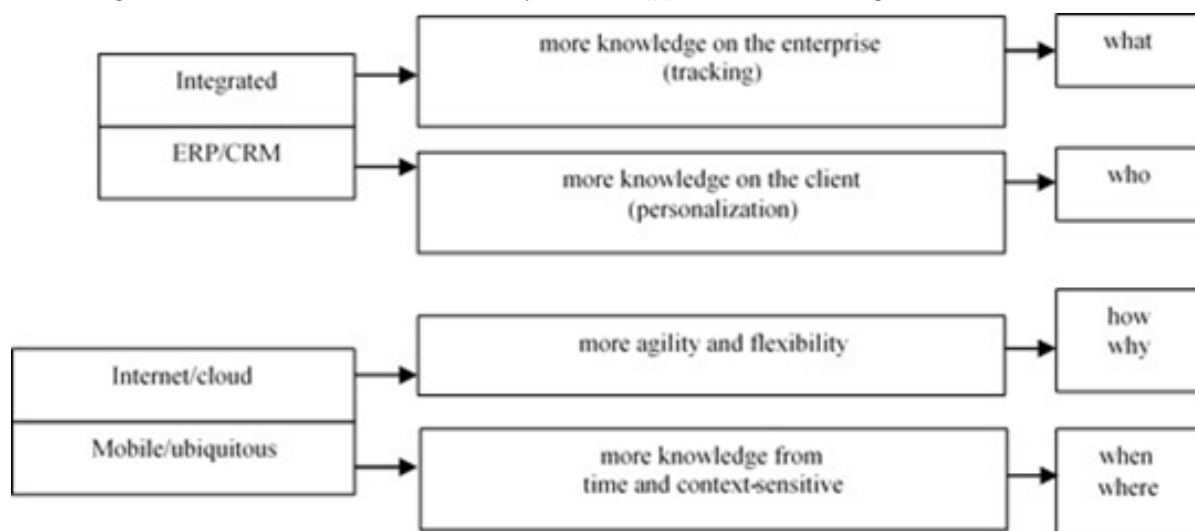 more knowledge on the enterprise
(tracking)
what
Integrated
ERP/CRM
more knowledge on the client
(personalization)
who
more agility and flexibility
how
why
Internet/cloud
Mobile/ubiquitous
more knowledge from
time and context-sensitive
when
where